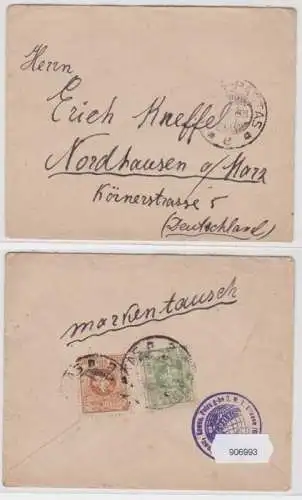 Herrn
Erich Kneffel
Nordhausen a/Harz
Körnerstrasse 5
(Deutschland)
markentausch
906993